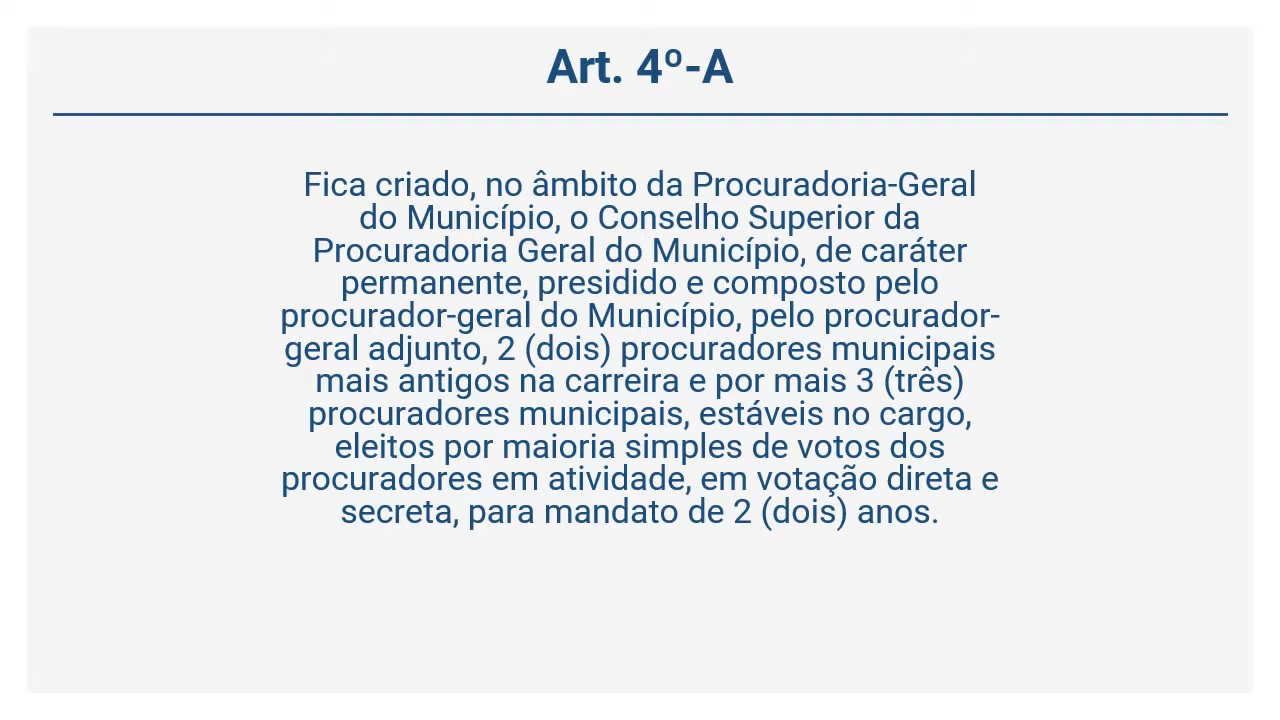 Art. 4º-A
Fica criado, no âmbito da Procuradoria-Geral
do Município, o Conselho Superior da
Procuradoria Geral do Município, de caráter
permanente, presidido e composto pelo
procurador-geral do Município, pelo procurador-
geral adjunto, 2 (dois) procuradores municipais
mais antigos na carreira e por mais 3 (três)
procuradores municipais, estáveis no cargo,
eleitos por maioria simples de votos dos
procuradores em atividade, em votação direta e
secreta, para mandato de 2 (dois) anos.